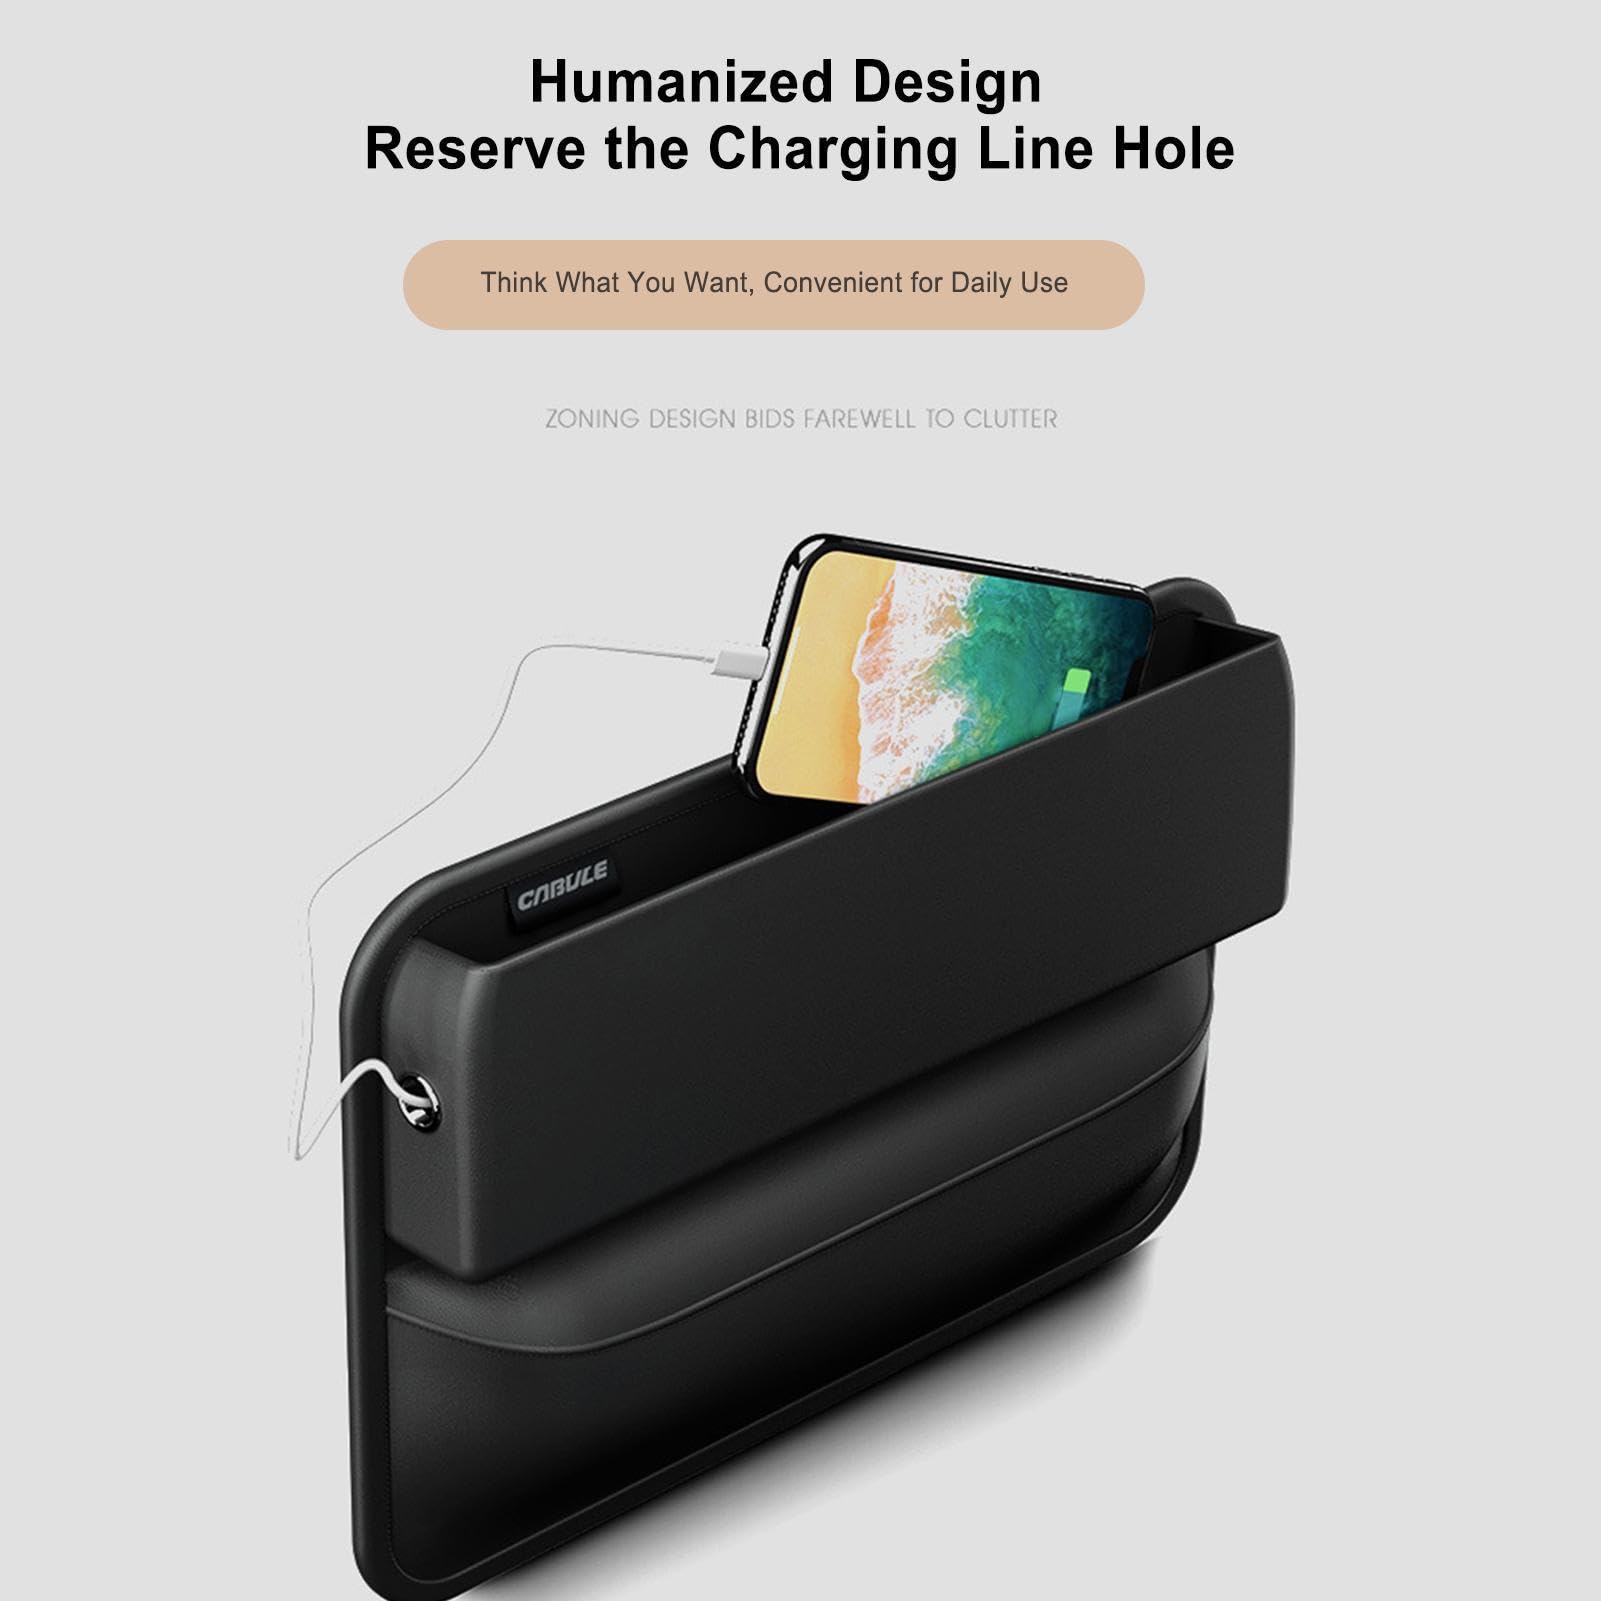 Humanized Design
Reserve the Charging Line Hole
Think What You Want, Convenient for Daily Use
ZONING DESIGN BIDS FAREWELL TO CLUTTER
CABULE